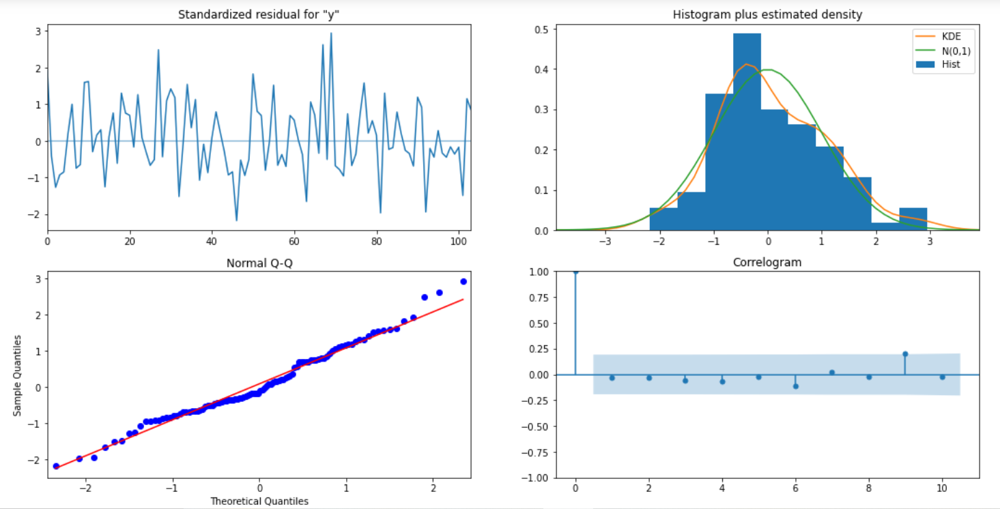 Standardized residual for "y"
3
2
1
0
−1
−2
0 20 40 60 80 100
Histogram plus estimated density
0.5
0.4
0.3
0.2
0.1
0.0
−3 −2 −1 0 1 2 3
KDE
N(0,1)
Hist
Normal Q-Q
Sample Quantiles
3
2
1
0
−1
−2
−2 −1 0 1 2
Theoretical Quantiles
Correlogram
1.00
0.75
0.50
0.25
0.00
−0.25
−0.50
−0.75
−1.00
0 2 4 6 8 10